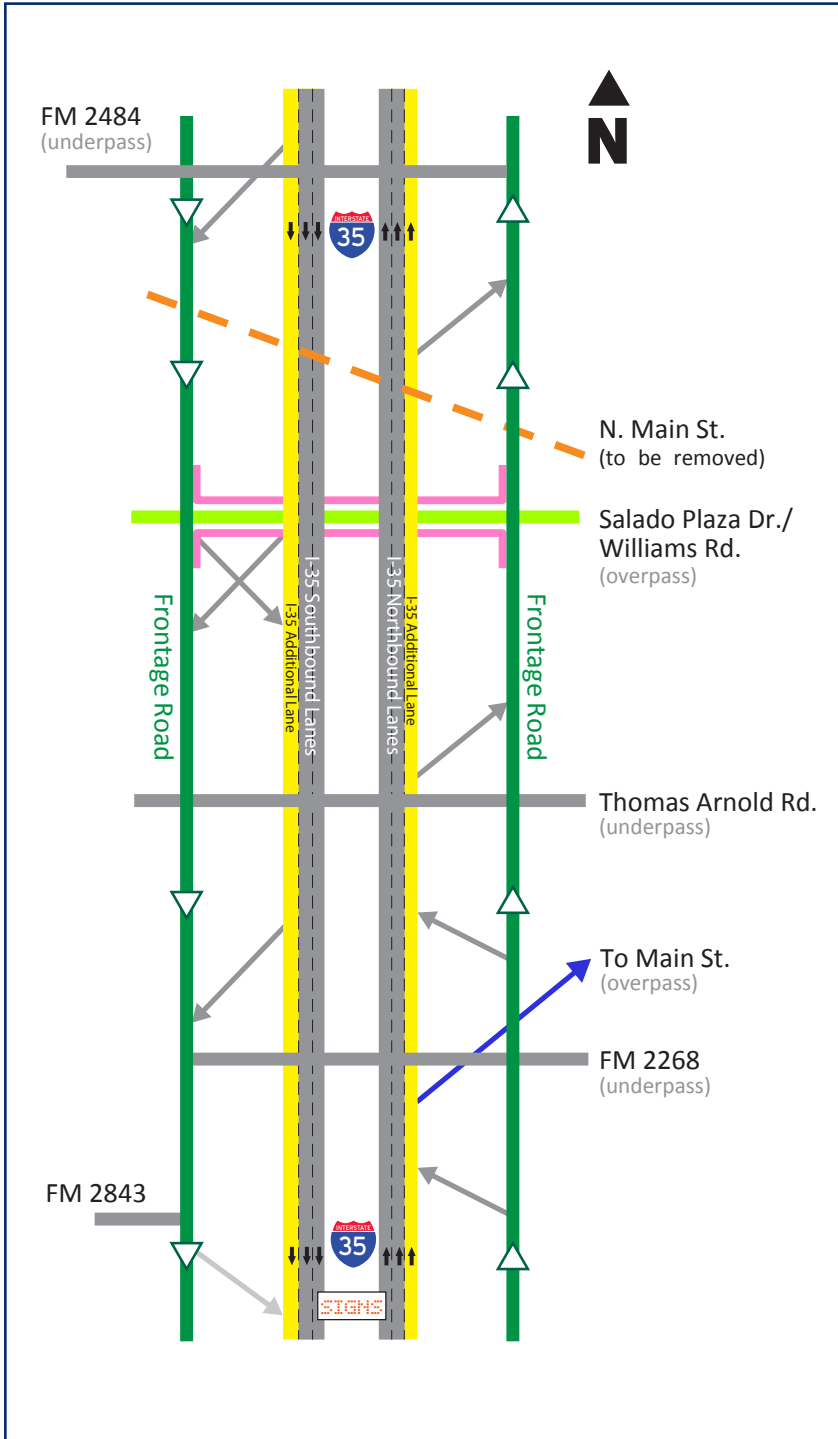 FM 2484
(underpass)
N
INTERSTATE
35
N. Main St.
(to be removed)
Salado Plaza Dr./
Williams Rd.
(overpass)
Frontage Road
I-35 Additional Lane
I-35 Southbound Lanes
I-35 Northbound Lanes
I-35 Additional Lane
Frontage Road
Thomas Arnold Rd.
(underpass)
To Main St.
(overpass)
FM 2268
(underpass)
FM 2843
INTERSTATE
35
SIGNS